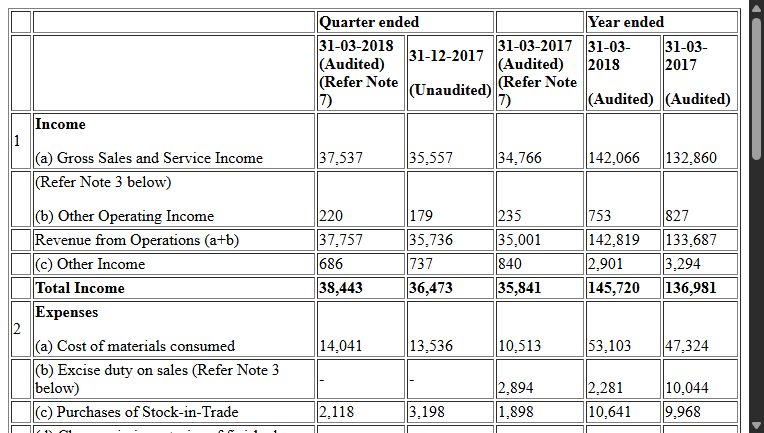 Quarter ended Year ended
31-03-2018 (Audited) (Refer Note 7) 31-12-2017 (Unaudited) 31-03-2017 (Audited) (Refer Note 7) 31-03-2018 (Audited) 31-03-2017 (Audited)
1 Income
(a) Gross Sales and Service Income 37,537 35,557 34,766 142,066 132,860
(Refer Note 3 below)
(b) Other Operating Income 220 179 235 753 827
Revenue from Operations (a+b) 37,757 35,736 35,001 142,819 133,687
(c) Other Income 686 737 840 2,901 3,294
Total Income 38,443 36,473 35,841 145,720 136,981
2 Expenses
(a) Cost of materials consumed 14,041 13,536 10,513 53,103 47,324
(b) Excise duty on sales (Refer Note 3 below) - - 2,894 2,281 10,044
(c) Purchases of Stock-in-Trade 2,118 3,198 1,898 10,641 9,968